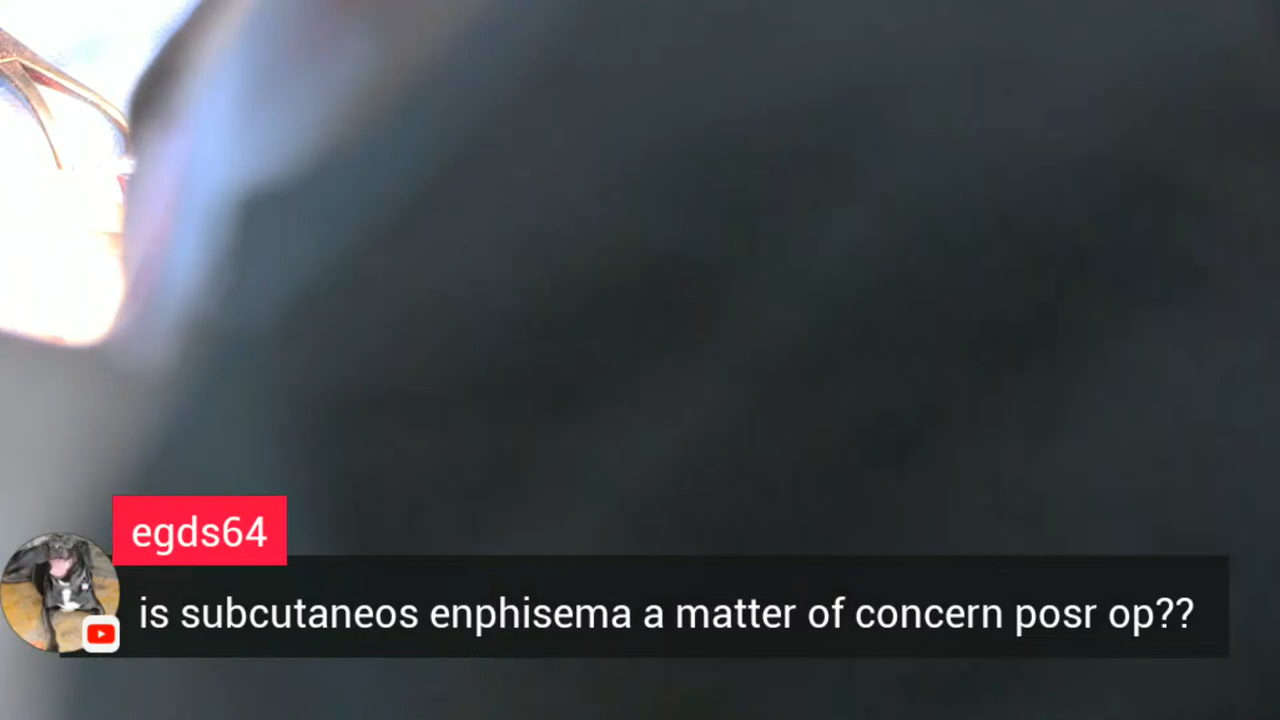 egds64
is subcutaneos enphisema a matter of concern posr op??